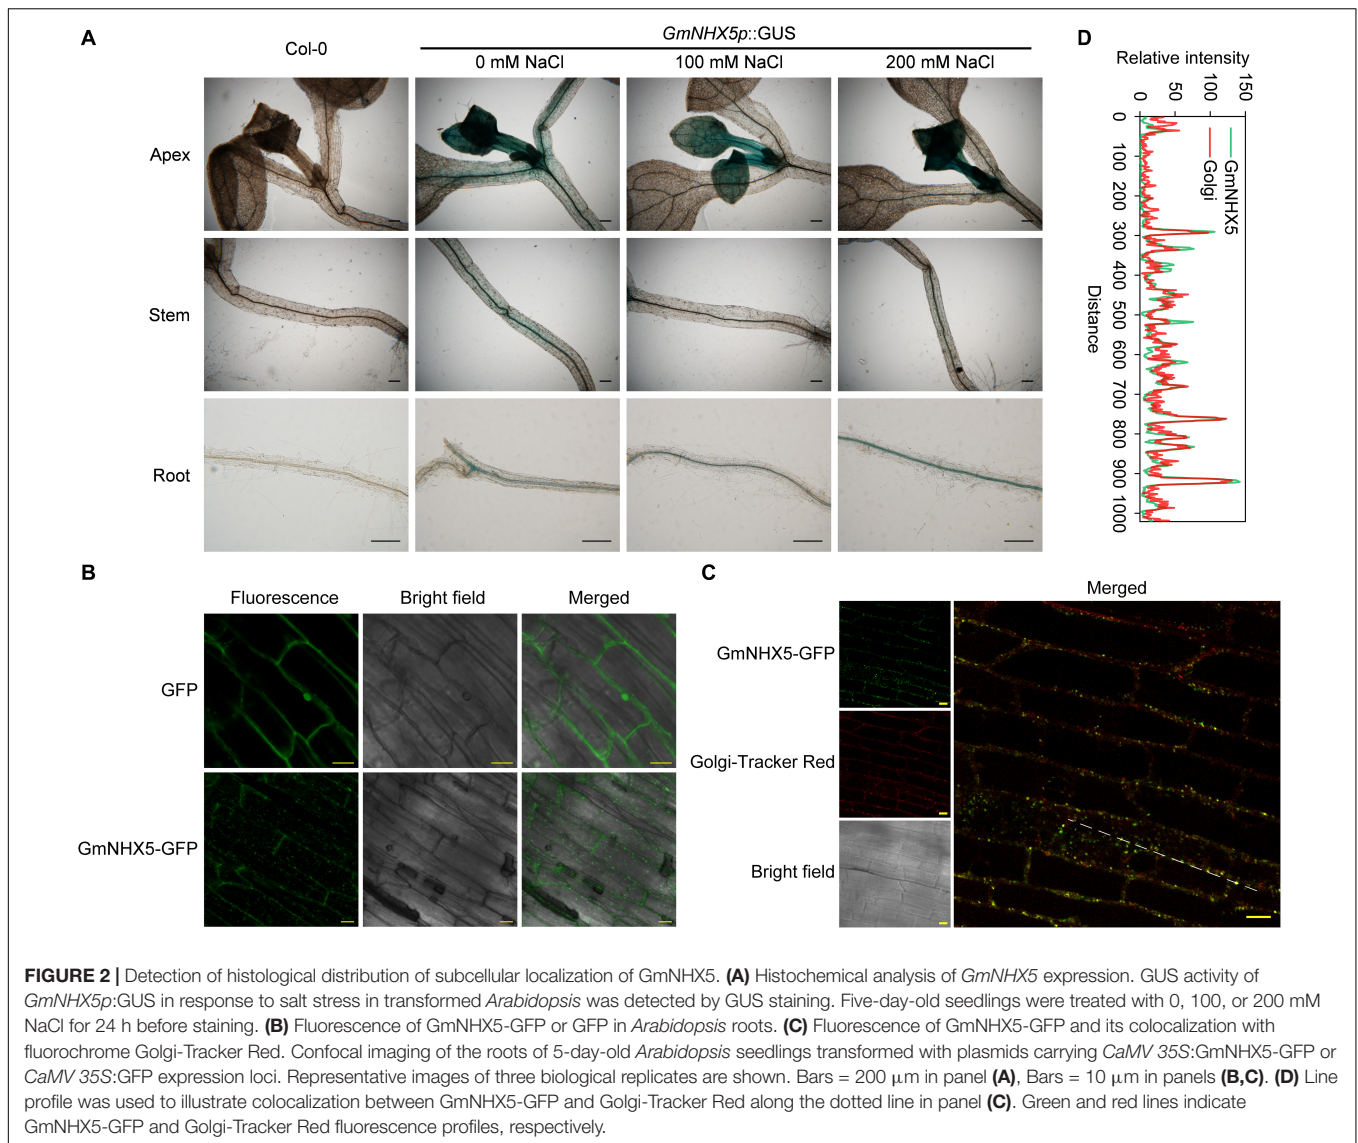 A
Col-0
GmNHX5p::GUS
0 mM NaCl
100 mM NaCl
200 mM NaCl
Apex
Stem
Root
D
Relative intensity
0
50
100
150
0
100
200
300
400
500
600
700
800
900
1000
Distance
GmNHX5
Golgi
B
Fluorescence
Bright field
Merged
GFP
GmNHX5-GFP
C
Merged
GmNHX5-GFP
Golgi-Tracker Red
Bright field
FIGURE 2 | Detection of histological distribution of subcellular localization of GmNHX5. (A) Histochemical analysis of GmNHX5 expression. GUS activity of
GmNHX5p:GUS in response to salt stress in transformed Arabidopsis was detected by GUS staining. Five-day-old seedlings were treated with 0, 100, or 200 mM
NaCl for 24 h before staining. (B) Fluorescence of GmNHX5-GFP or GFP in Arabidopsis roots. (C) Fluorescence of GmNHX5-GFP and its colocalization with
fluorochrome Golgi-Tracker Red. Confocal imaging of the roots of 5-day-old Arabidopsis seedlings transformed with plasmids carrying CaMV 35S:GmNHX5-GFP or
CaMV 35S:GFP expression loci. Representative images of three biological replicates are shown. Bars = 200 μm in panel (A), Bars = 10 μm in panels (B,C). (D) Line
profile was used to illustrate colocalization between GmNHX5-GFP and Golgi-Tracker Red along the dotted line in panel (C). Green and red lines indicate
GmNHX5-GFP and Golgi-Tracker Red fluorescence profiles, respectively.